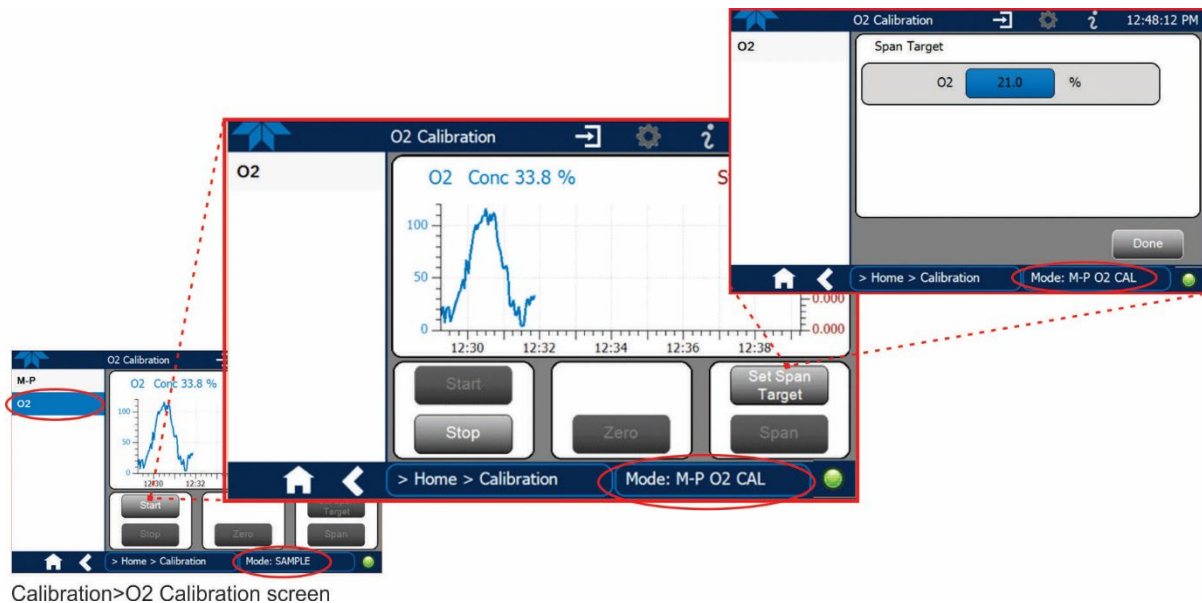 O2 Calibration
12:48:12 PM
O2
Span Target
O2 21.0 %
Done
> Home > Calibration
Mode: M-P O2 CAL
O2 Calibration
O2
O2 Conc 33.8 %
100
50
0
0.000
0.000
12:30 12:32 12:34 12:36 12:38
Start
Stop
Zero
Set Span
Target
Span
> Home > Calibration
Mode: M-P O2 CAL
O2 Calibration
M-P
O2
O2 Conc 33.8 %
100
50
0
12:30 12:32
Start
Stop
Zero
Target
Span
> Home > Calibration
Mode: SAMPLE
Calibration>O2 Calibration screen